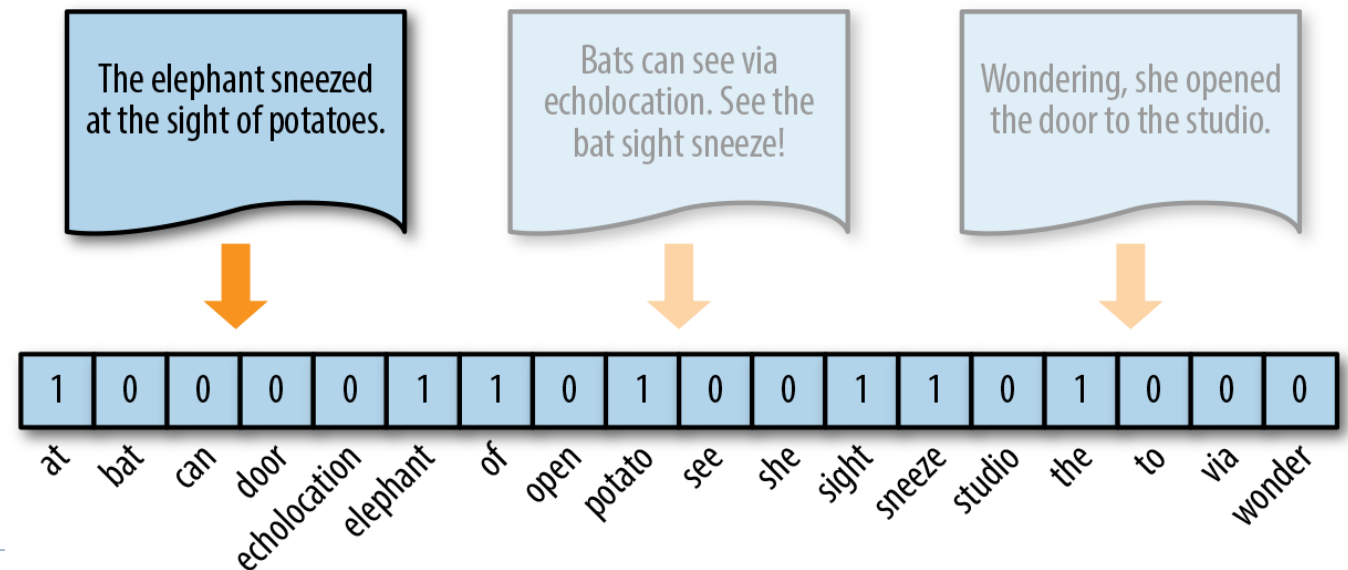 The elephant sneezed
at the sight of potatoes.
Bats can see via
echolocation. See the
bat sight sneeze!
Wondering, she opened
the door to the studio.
1 0 0 0 0 1 1 0 1 0 0 1 1 0 1 0 0 0
at bat can door echolocation elephant of open potato see she sight sneeze studio the to via wonder